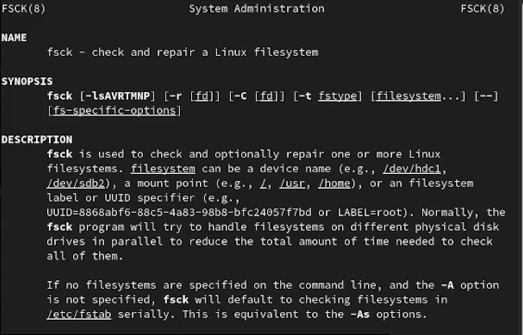 FSCK(8) System Administration FSCK(8)
NAME
fsck - check and repair a Linux filesystem
SYNOPSIS
fsck [-lsAVRTMNP] [-r [fd]] [-C [fd]] [-t fstype] [filesystem...] [--]
[fs-specific-options]
DESCRIPTION
fsck is used to check and optionally repair one or more Linux
filesystems. filesystem can be a device name (e.g., /dev/hdc1,
/dev/sdb2), a mount point (e.g., /, /usr, /home), or an filesystem
label or UUID specifier (e.g.,
UUID=8868abf6-88c5-4a83-98b8-bfc24057f7bd or LABEL=root). Normally, the
fsck program will try to handle filesystems on different physical disk
drives in parallel to reduce the total amount of time needed to check
all of them.
If no filesystems are specified on the command line, and the -A option
is not specified, fsck will default to checking filesystems in
/etc/fstab serially. This is equivalent to the -As options.